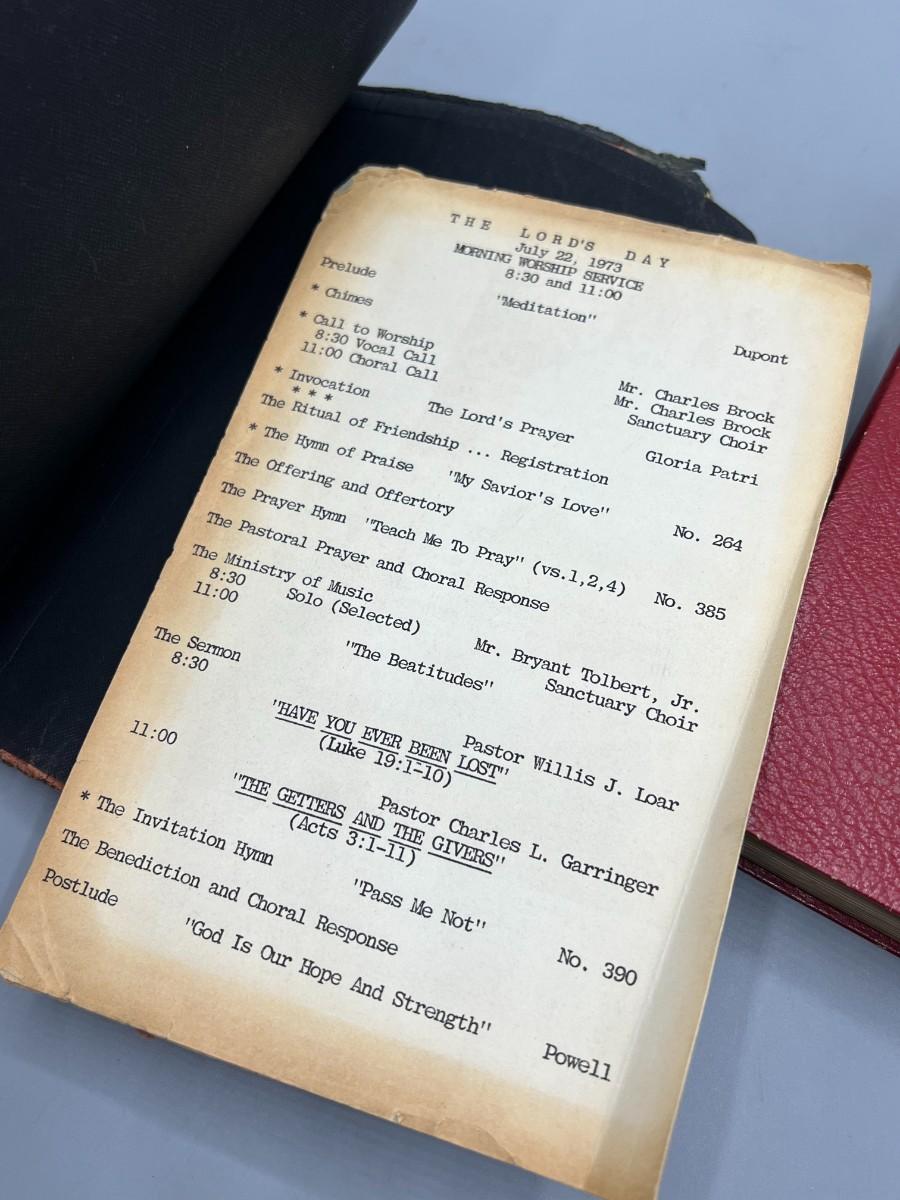 THE LORD'S DAY
July 22, 1973
MORNING WORSHIP SERVICE
8:30 and 11:00
Prelude "Meditation" Dupont
* Chimes
* Call to Worship
8:30 Vocal Call Mr. Charles Brock
11:00 Choral Call Mr. Charles Brock
Sanctuary Choir
* Invocation The Lord's Prayer Gloria Patri
* * *
The Ritual of Friendship ... Registration
* The Hymn of Praise "My Savior's Love" No. 264
The Offering and Offertory
The Prayer Hymn "Teach Me To Pray" (vs.1,2,4) No. 385
The Pastoral Prayer and Choral Response
The Ministry of Music
8:30 Solo (Selected) Mr. Bryant Tolbert, Jr.
11:00 "The Beatitudes" Sanctuary Choir
The Sermon
8:30 Pastor Willis J. Loar
"HAVE YOU EVER BEEN LOST"
(Luke 19:1-10)
11:00 Pastor Charles L. Garringer
"THE GETTERS AND THE GIVERS"
(Acts 3:1-11)
* The Invitation Hymn "Pass Me Not" No. 390
The Benediction and Choral Response
Postlude "God Is Our Hope And Strength" Powell